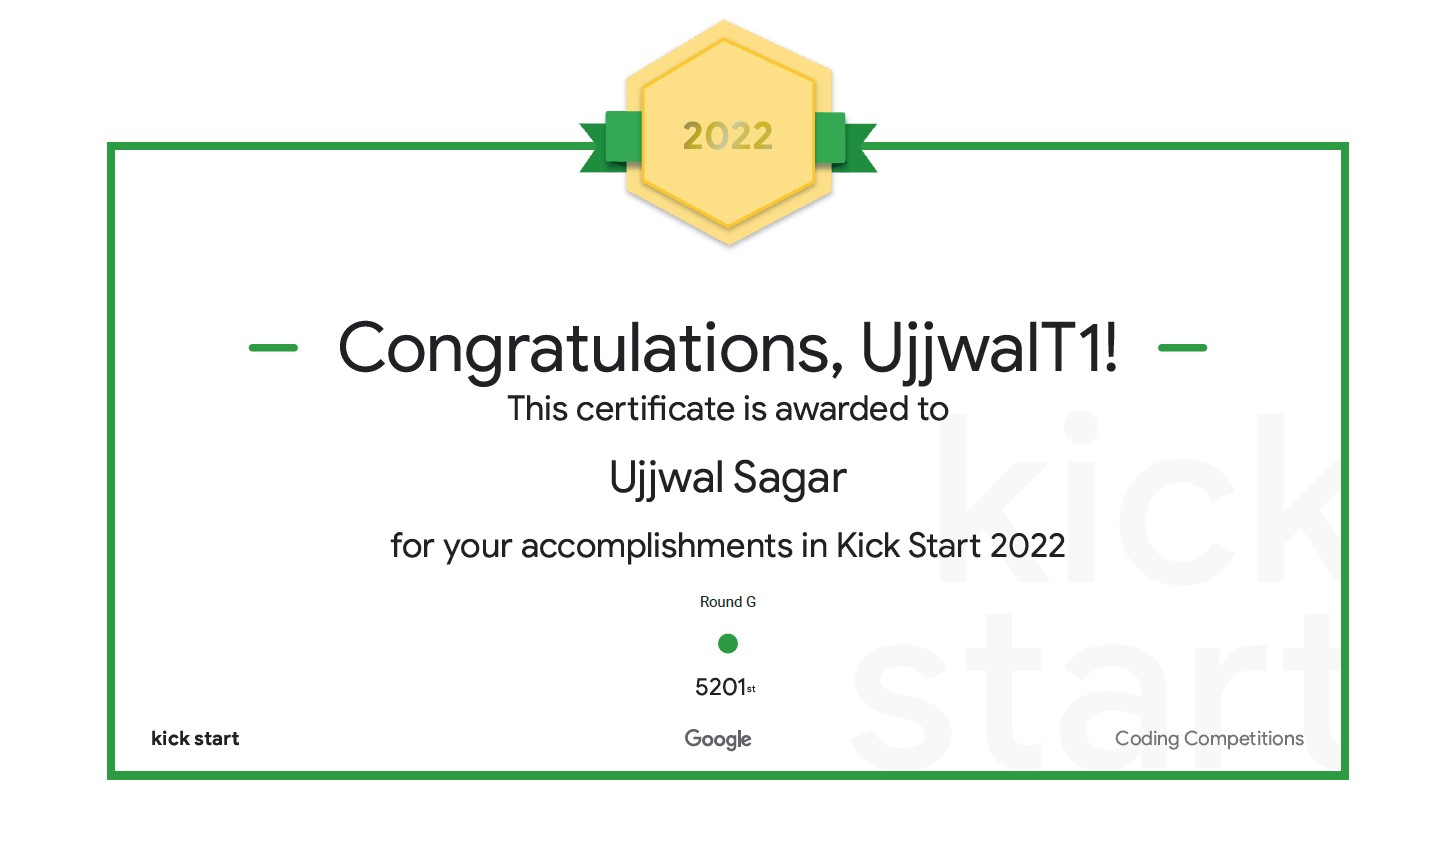 2022
Congratulations, UjjwalT1!
This certificate is awarded to
Ujjwal Sagar
for your accomplishments in Kick Start 2022
Round G
5201st
kick start
Google
Coding Competitions
kick
start